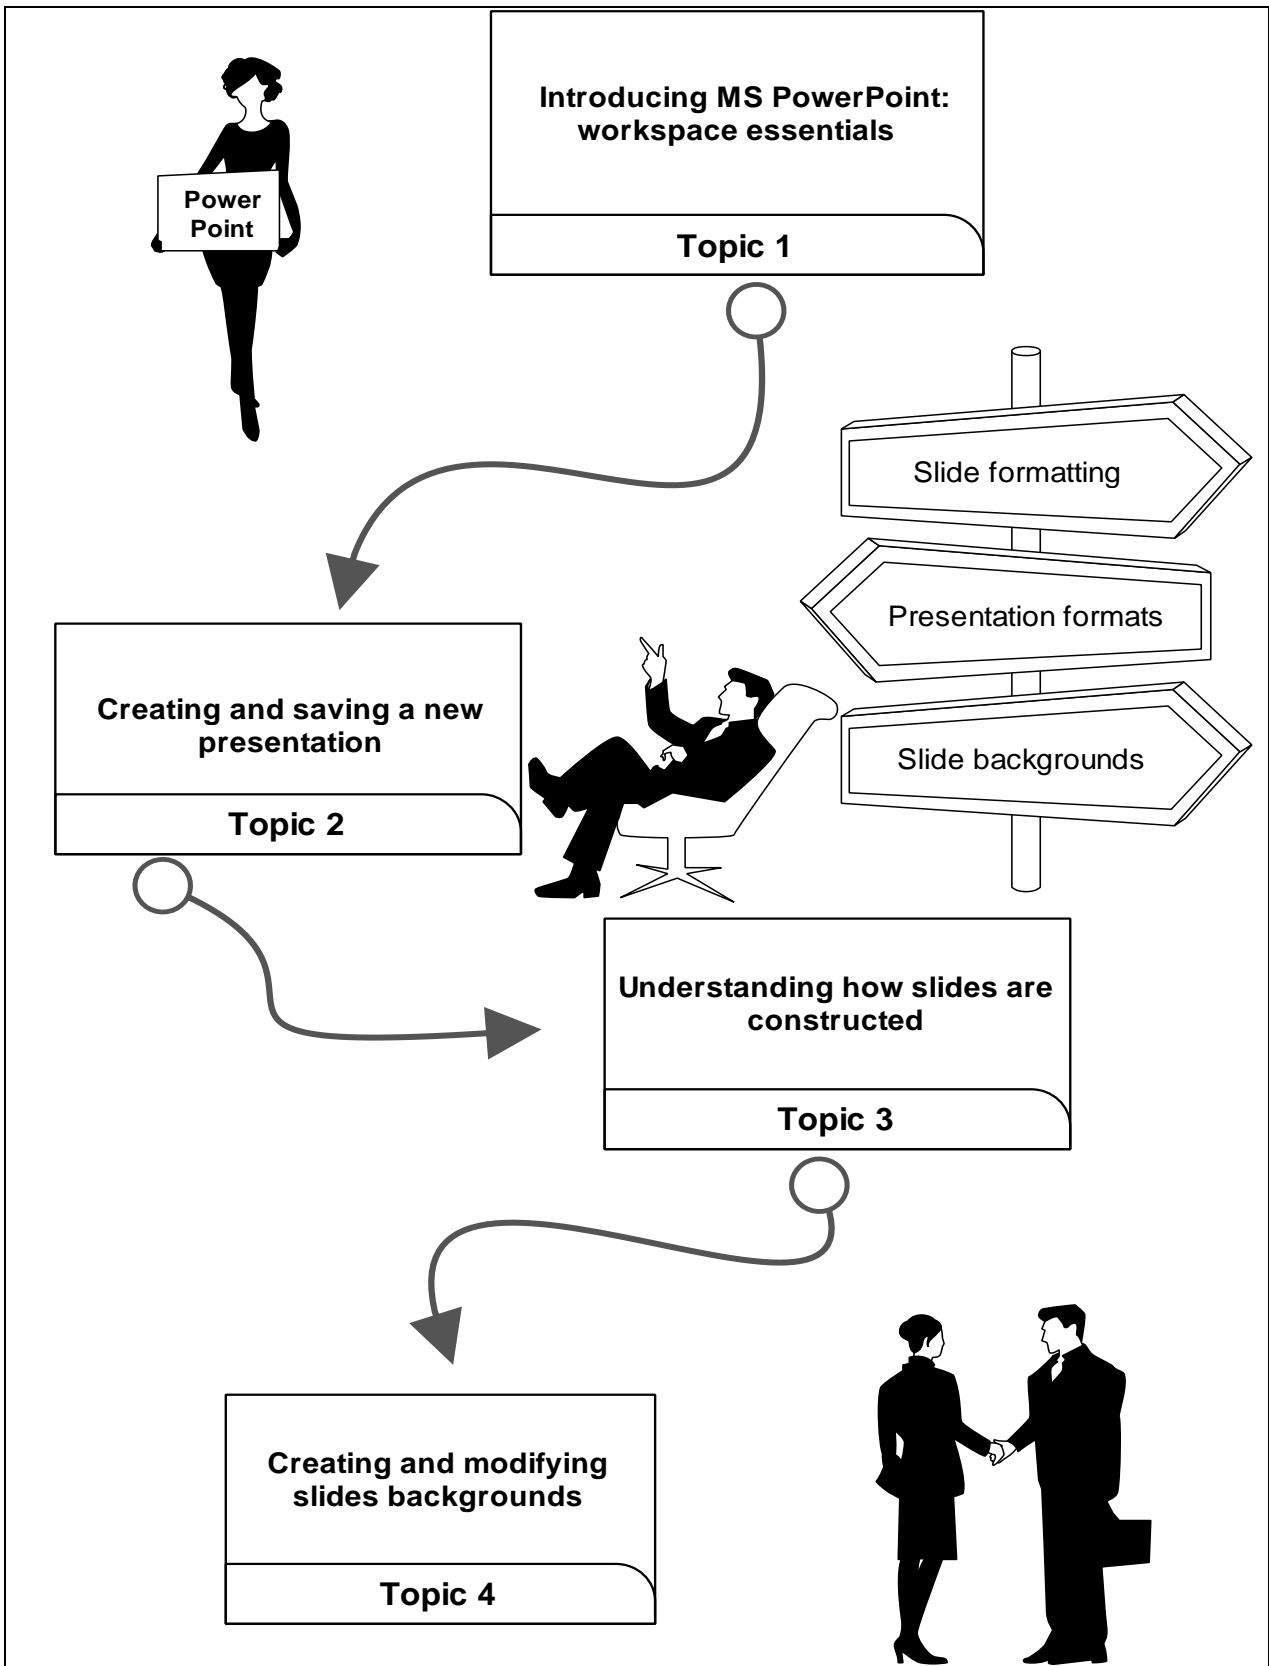 Introducing MS PowerPoint:
workspace essentials
Topic 1
Power
Point
Slide formatting
Presentation formats
Slide backgrounds
Creating and saving a new
presentation
Topic 2
Understanding how slides are
constructed
Topic 3
Creating and modifying
slides backgrounds
Topic 4